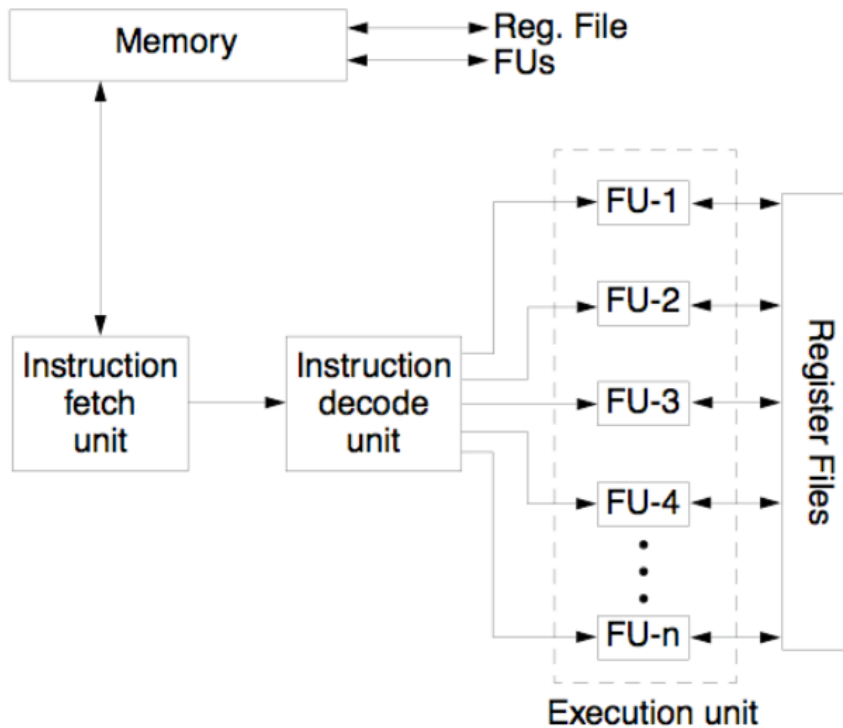 Memory
Reg. File
FUs
Instruction
fetch
unit
Instruction
decode
unit
FU-1
FU-2
FU-3
FU-4
FU-n
Register Files
Execution unit